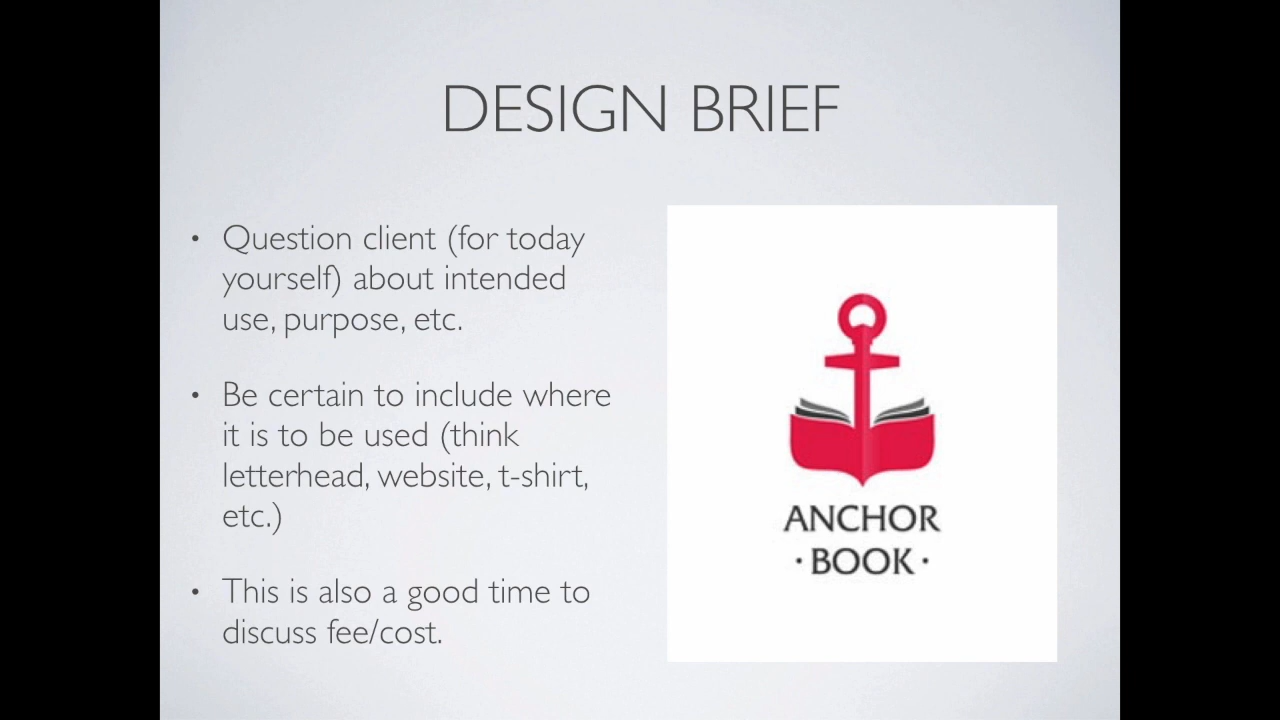 DESIGN BRIEF
• Question client (for today
yourself) about intended
use, purpose, etc.
• Be certain to include where
it is to be used (think
letterhead, website, t-shirt,
etc.)
• This is also a good time to
discuss fee/cost.
ANCHOR
· BOOK ·